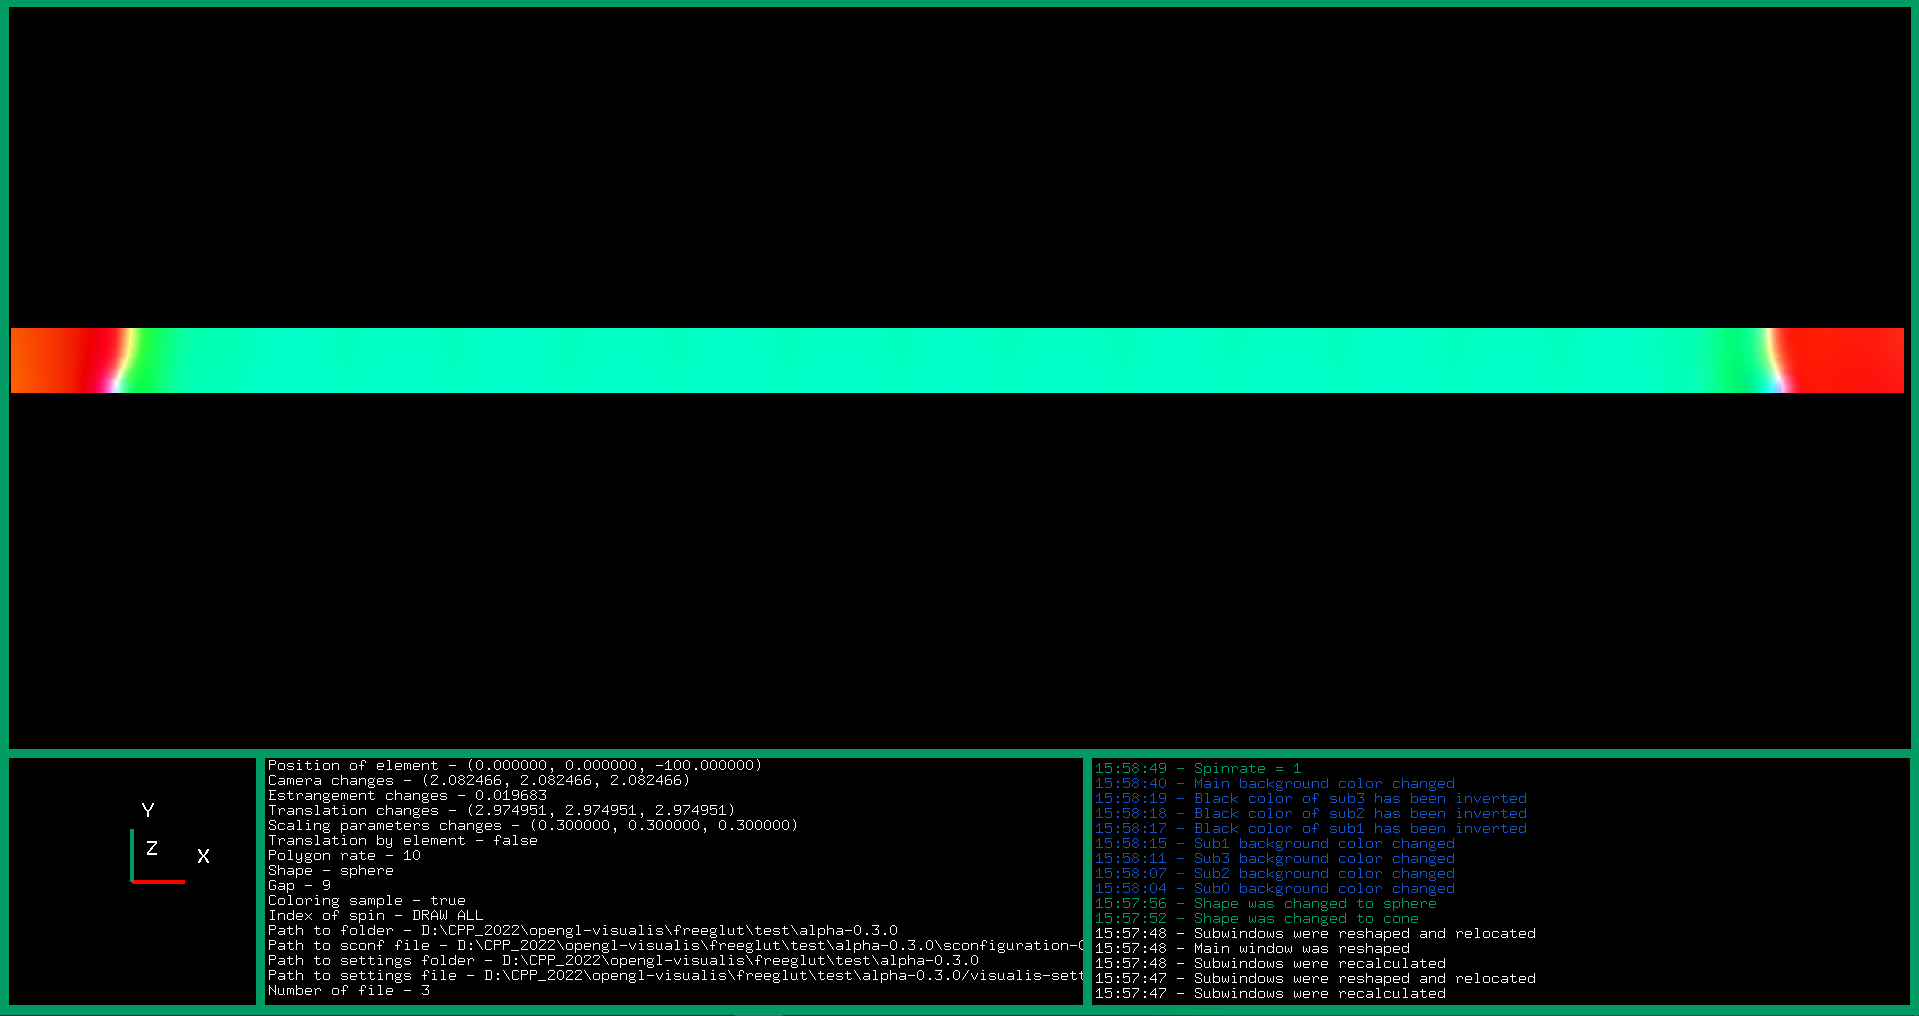 Y
Z
X
Position of element - (0.000000, 0.000000, -100.000000)
Camera changes - (2.082466, 2.082466, 2.082466)
Estrangement changes - 0.019683
Translation changes - (2.974951, 2.974951, 2.974951)
Scaling parameters changes - (0.300000, 0.300000, 0.300000)
Translation by element - false
Polygon rate - 10
Shape - sphere
Gap - 9
Coloring sample - true
Index of spin - DRAW ALL
Path to folder - D:\CPP_2022\opengl-visualis\freeglut\test\alpha-0.3.0
Path to sconf file - D:\CPP_2022\opengl-visualis\freeglut\test\alpha-0.3.0\sconfiguration-0
Path to settings folder - D:\CPP_2022\opengl-visualis\freeglut\test\alpha-0.3.0
Path to settings file - D:\CPP_2022\opengl-visualis\freeglut\test\alpha-0.3.0/visualis-sett
Number of file - 3
15:58:49 - Spinrate = 1
15:58:40 - Main background color changed
15:58:19 - Black color of sub3 has been inverted
15:58:18 - Black color of sub2 has been inverted
15:58:17 - Black color of sub1 has been inverted
15:58:15 - Sub1 background color changed
15:58:11 - Sub3 background color changed
15:58:07 - Sub2 background color changed
15:58:04 - Sub0 background color changed
15:57:56 - Shape was changed to sphere
15:57:52 - Shape was changed to cone
15:57:48 - Subwindows were reshaped and relocated
15:57:48 - Main window was reshaped
15:57:48 - Subwindows were recalculated
15:57:47 - Subwindows were reshaped and relocated
15:57:47 - Subwindows were recalculated